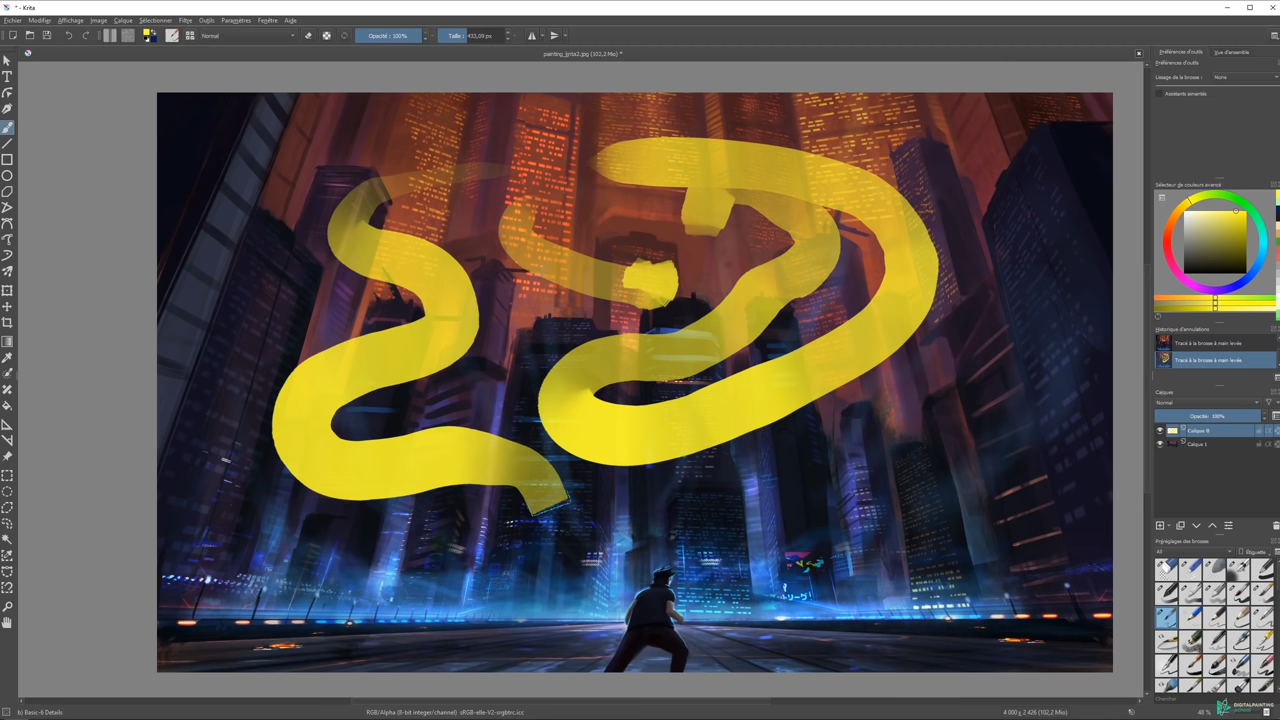 * - Krita
Fichier Modifier Affichage Image Calque Sélectionner Filtre Outils Paramètres Fenêtre Aide
Normal Opacité : 100% Taille : 433,09 px
painting_krita2.jpg (102,2 Mio) *
Préférences d'outils Vue d'ensemble
Préférences d'outils
Lissage de la brosse : None
Assistants aimantés
Sélecteur de couleurs avancé
Historique d'annulations
Tracé à la brosse à main levée
Tracé à la brosse à main levée
Calques
Normal
Opacité: 100%
Calque 1
Préréglages des brosses
All Étiquette
Chercher
b) Basic-6 Details
RGB/Alpha (8-bit integer/channel) sRGB-elle-V2-srgbtrc.icc
4 000 x 2 426 (102,2 Mio)
48 %
DIGITALPAINTING